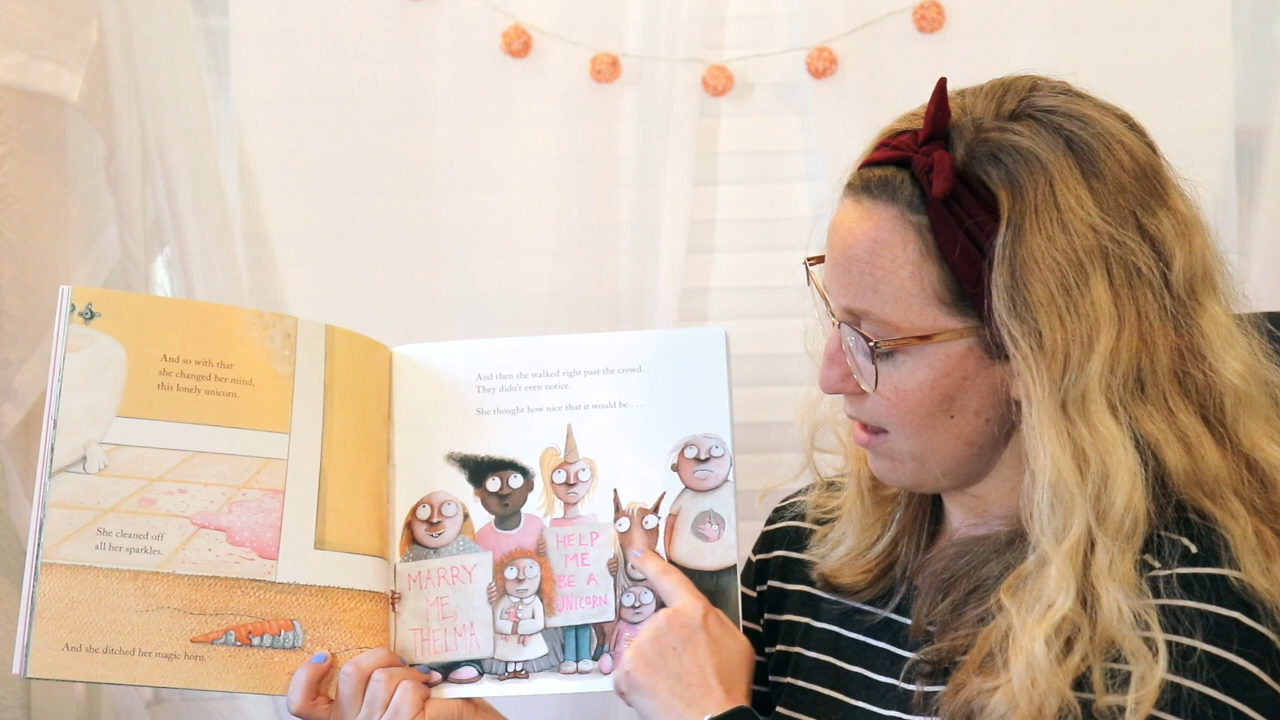 And so with that
she changed her mind,
this lonely unicorn.
She cleaned off
all her sparkles.
And she ditched her magic horn.
And then she walked right past the crowd.
They didn't even notice.
She thought how nice that it would be . . .
MARRY
ME,
THELMA
HELP
ME
BE A
UNICORN